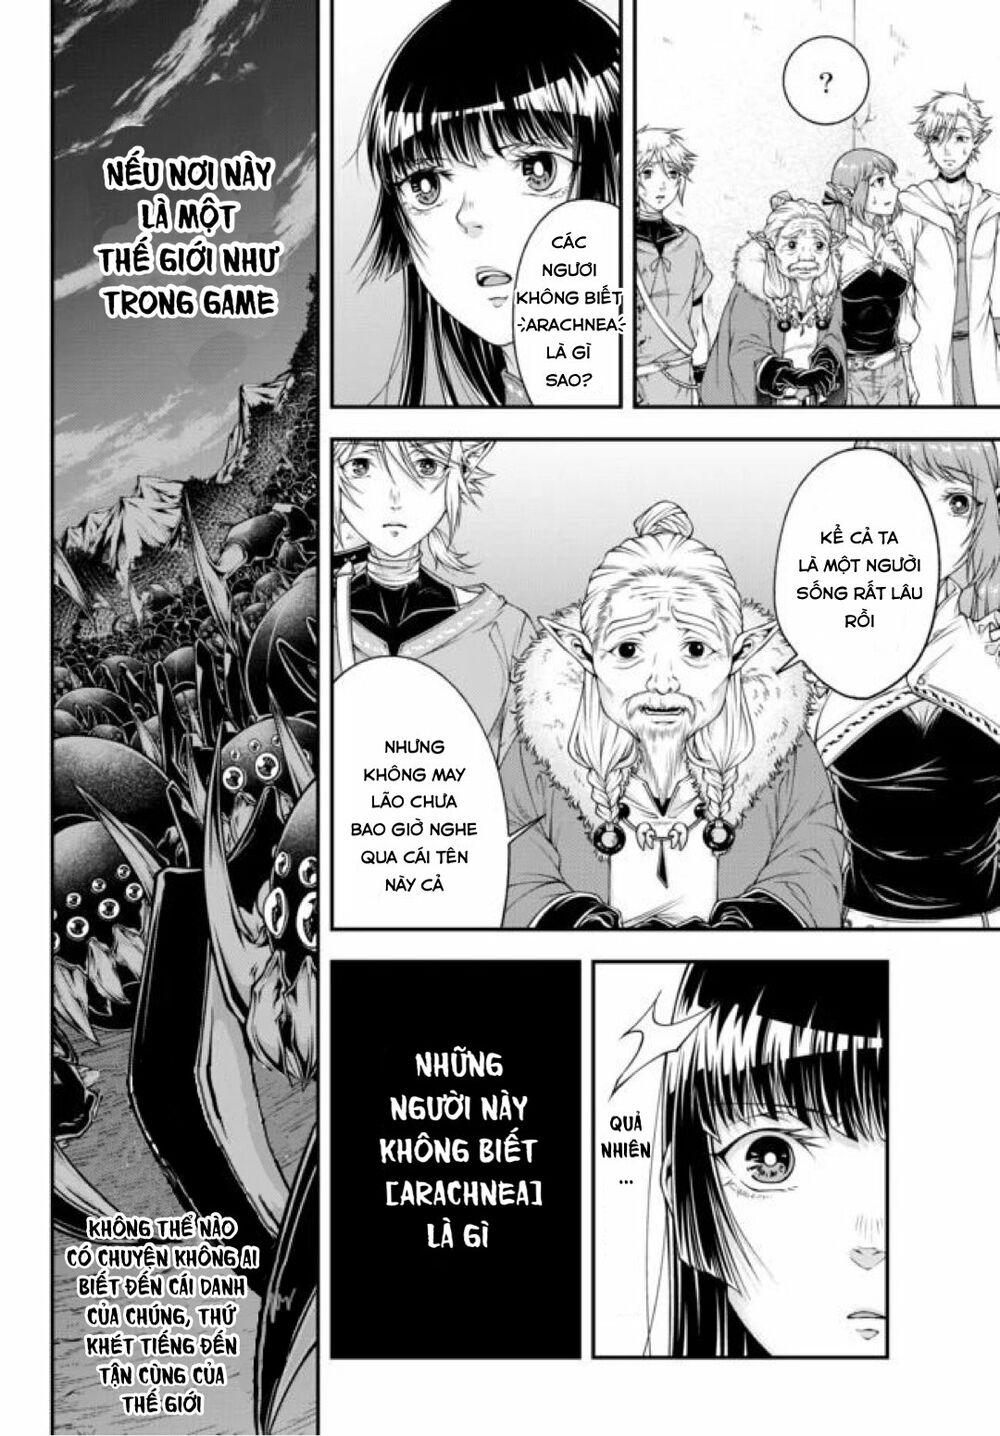 ?
CÁC
NGƯƠI
KHÔNG BIẾT
ARACHNEA
LÀ GÌ
SAO?
KỂ CẢ TA
LÀ MỘT NGƯỜI
SỐNG RẤT LÂU
RỒI
NHƯNG
KHÔNG MAY
LÃO CHƯA
BAO GIỜ NGHE
QUA CÁI TÊN
NÀY CẢ
QUẢ
NHIÊN
...
NHỮNG
NGƯỜI NÀY
KHÔNG BIẾT
[ARACHNEA]
LÀ GÌ
NẾU NƠI NÀY
LÀ MỘT
THẾ GIỚI NHƯ
TRONG GAME
KHÔNG THỂ NÀO
CÓ CHUYỆN KHÔNG AI
BIẾT ĐẾN CÁI DANH
CỦA CHÚNG, THỨ
KHÉT TIẾNG ĐẾN
TẬN CÙNG CỦA
THẾ GIỚI